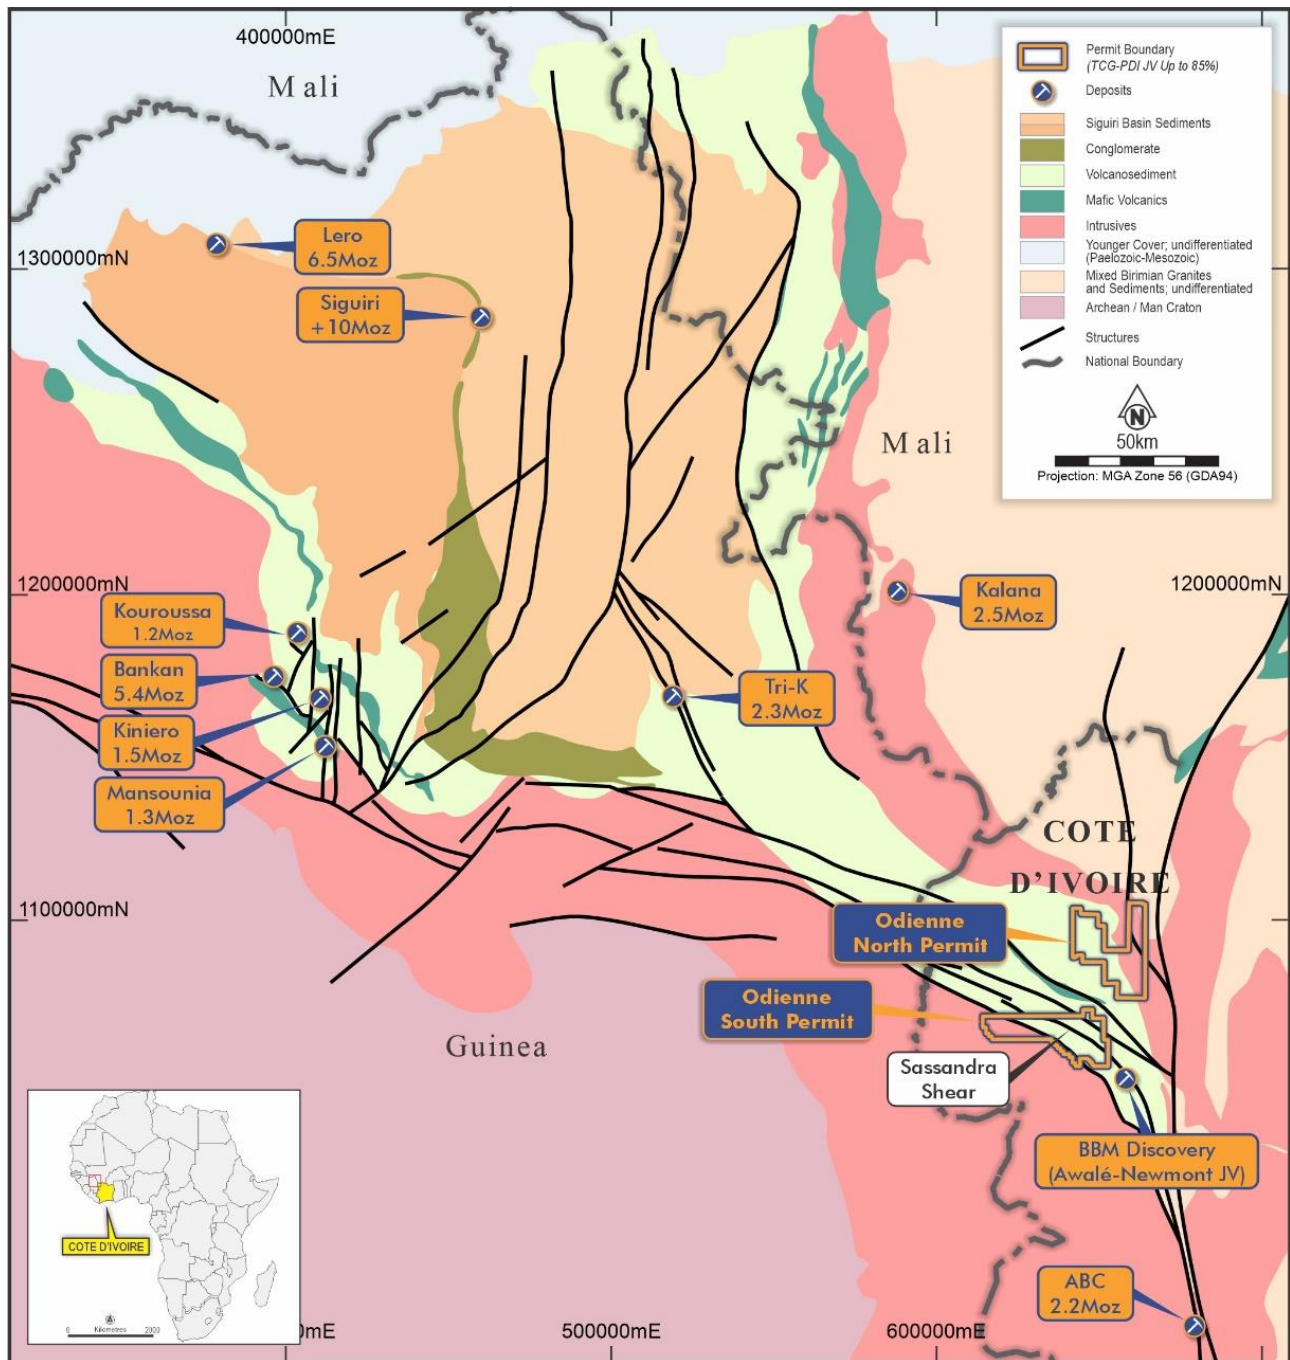 400000mE
Mali
Permit Boundary
(TCG-PDI JV Up to 85%)
Deposits
Siguiri Basin Sediments
Conglomerate
Volcanosediment
Mafic Volcanics
Intrusives
Younger Cover; undifferentiated
(Paelozoic-Mesozoic)
Mixed Birimian Granites
and Sediments; undifferentiated
Archean / Man Craton
Structures
National Boundary
N
50km
Projection: MGA Zone 56 (GDA94)
Lero
6.5Moz
1300000mN
Siguiri
+10Moz
Mali
1200000mN
1200000mN
Kalana
2.5Moz
Kouroussa
1.2Moz
Bankan
5.4Moz
Tri-K
2.3Moz
Kiniero
1.5Moz
Mansounia
1.3Moz
COTE
D'IVOIRE
1100000mN
Odienne
North Permit
Odienne
South Permit
Guinea
Sassandra
Shear
BBM Discovery
(Awalé-Newmont JV)
COTE D'IVOIRE
N
0 Kilometres 2000
ABC
2.2Moz
0mE
500000mE
600000mE